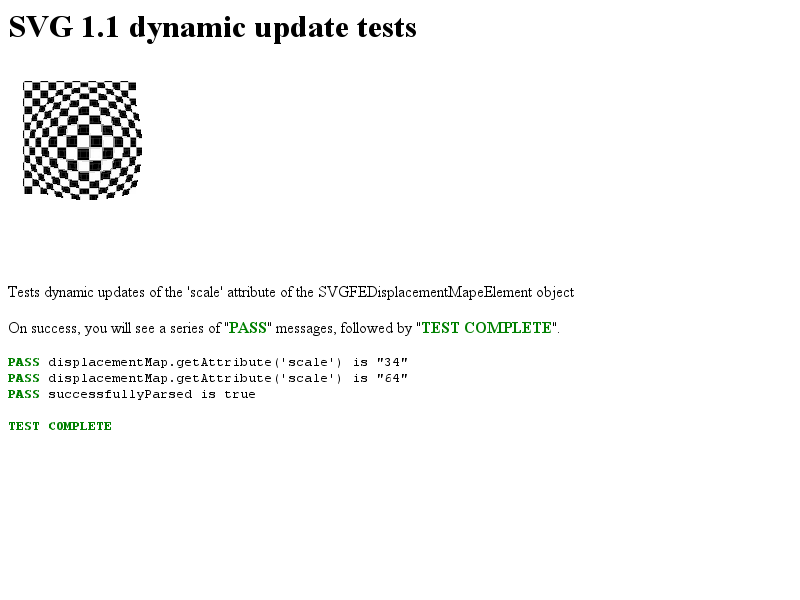 SVG 1.1 dynamic update tests
Tests dynamic updates of the 'scale' attribute of the SVGFEDisplacementMapeElement object
On success, you will see a series of "PASS" messages, followed by "TEST COMPLETE".
PASS displacementMap.getAttribute('scale') is "34"
PASS displacementMap.getAttribute('scale') is "64"
PASS successfullyParsed is true
TEST COMPLETE